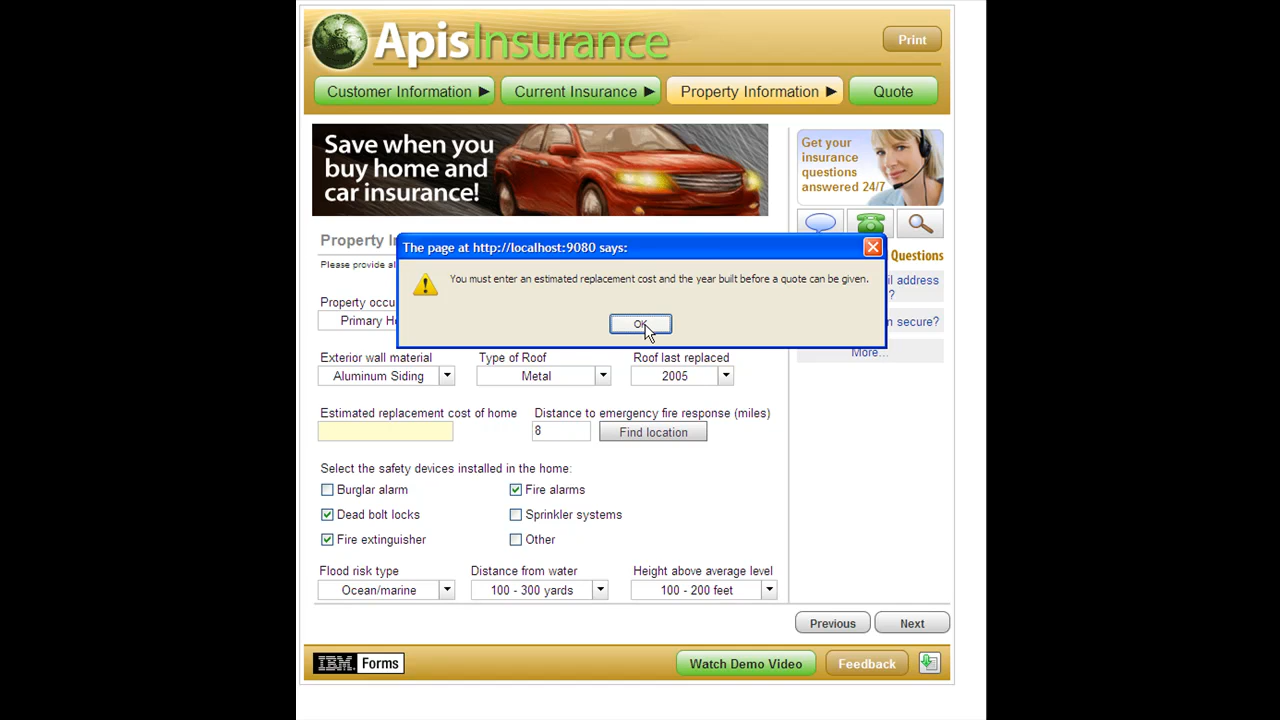 ApisInsurance
Print
Customer Information
Current Insurance
Property Information
Quote
Save when you
buy home and
car insurance!
Get your
insurance
questions
answered 24/7
Property I
Please provide al
The page at http://localhost:9080 says:
You must enter an estimated replacement cost and the year built before a quote can be given.
OK
Questions
il address
?
n secure?
More...
Property occu
Primary Ho
Exterior wall material
Type of Roof
Roof last replaced
Aluminum Siding
Metal
2005
Estimated replacement cost of home
Distance to emergency fire response (miles)
8
Find location
Select the safety devices installed in the home:
Burglar alarm
Fire alarms
Dead bolt locks
Sprinkler systems
Fire extinguisher
Other
Flood risk type
Distance from water
Height above average level
Ocean/marine
100 - 300 yards
100 - 200 feet
Previous
Next
IBM Forms
Watch Demo Video
Feedback